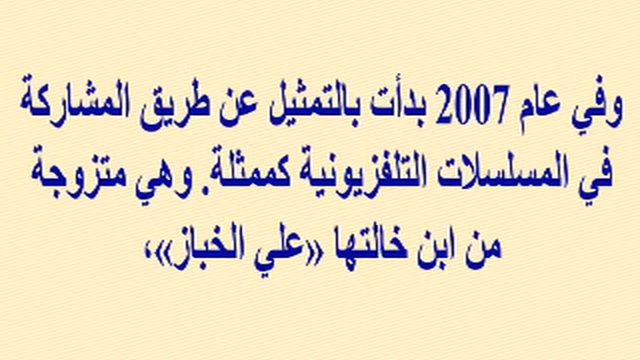 وفي عام 2007 بدأت بالتمثيل عن طريق المشاركة
في المسلسلات التلفزيونية كممثلة. وهي متزوجة
من ابن خالتها «علي الخباز»،